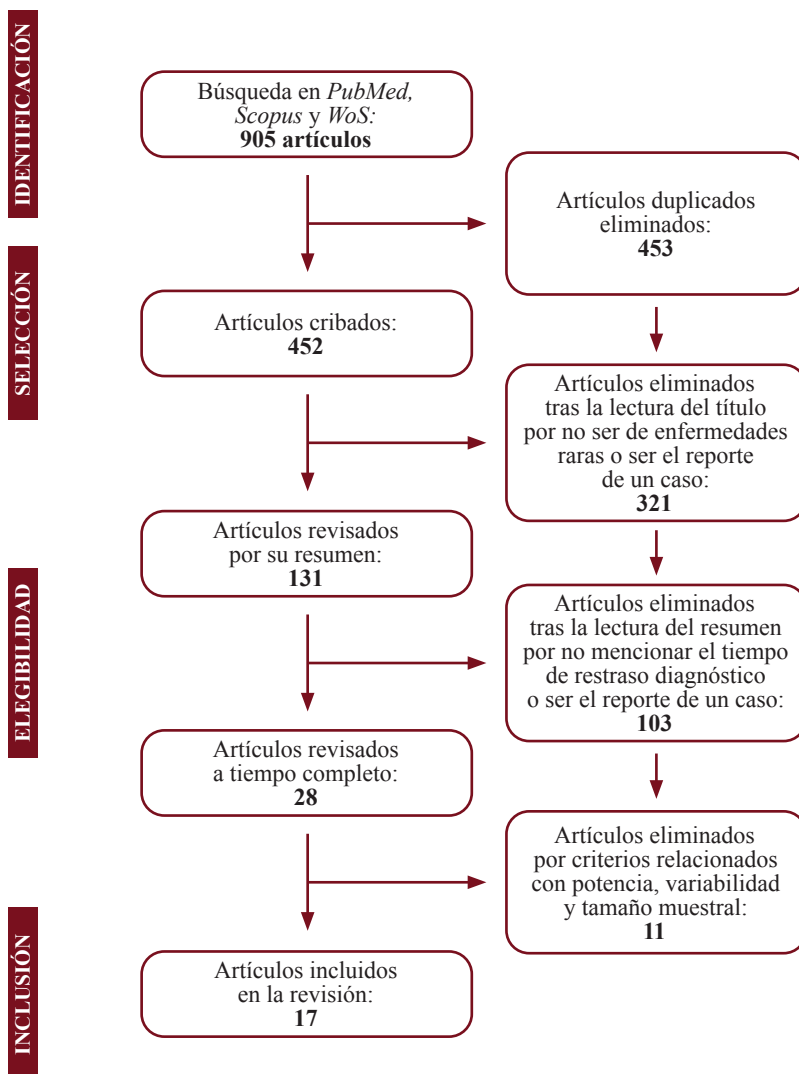 IDENTIFICACIÓN
Búsqueda en PubMed,
Scopus y WoS:
905 artículos
Artículos duplicados
eliminados:
453
SELECCIÓN
Artículos cribados:
452
Artículos eliminados
tras la lectura del título
por no ser de enfermedades
raras o ser el reporte
de un caso:
321
Artículos revisados
por su resumen:
131
ELEGIBILIDAD
Artículos eliminados
tras la lectura del resumen
por no mencionar el tiempo
de restraso diagnóstico
o ser el reporte de un caso:
103
Artículos revisados
a tiempo completo:
28
Artículos eliminados
por criterios relacionados
con potencia, variabilidad
y tamaño muestral:
11
INCLUSIÓN
Artículos incluidos
en la revisión:
17